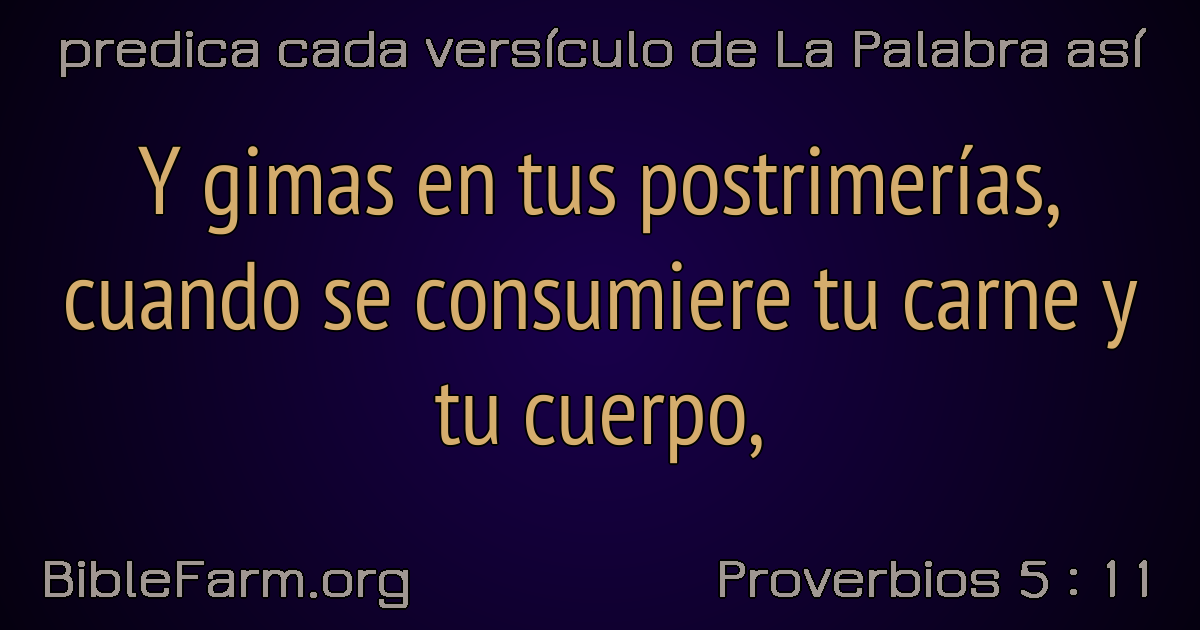 predica cada versículo de La Palabra así
Y gimas en tus postrimerías,
cuando se consumiere tu carne y
tu cuerpo,
BibleFarm.org
Proverbios 5 : 11